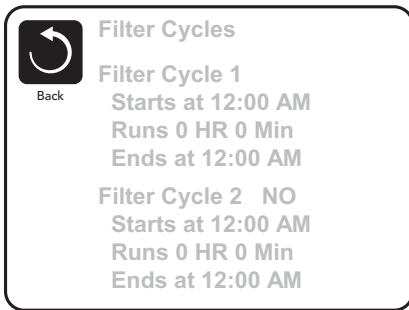 Filter Cycles
Back
Filter Cycle 1
Starts at 12:00 AM
Runs 0 HR 0 Min
Ends at 12:00 AM
Filter Cycle 2 NO
Starts at 12:00 AM
Runs 0 HR 0 Min
Ends at 12:00 AM